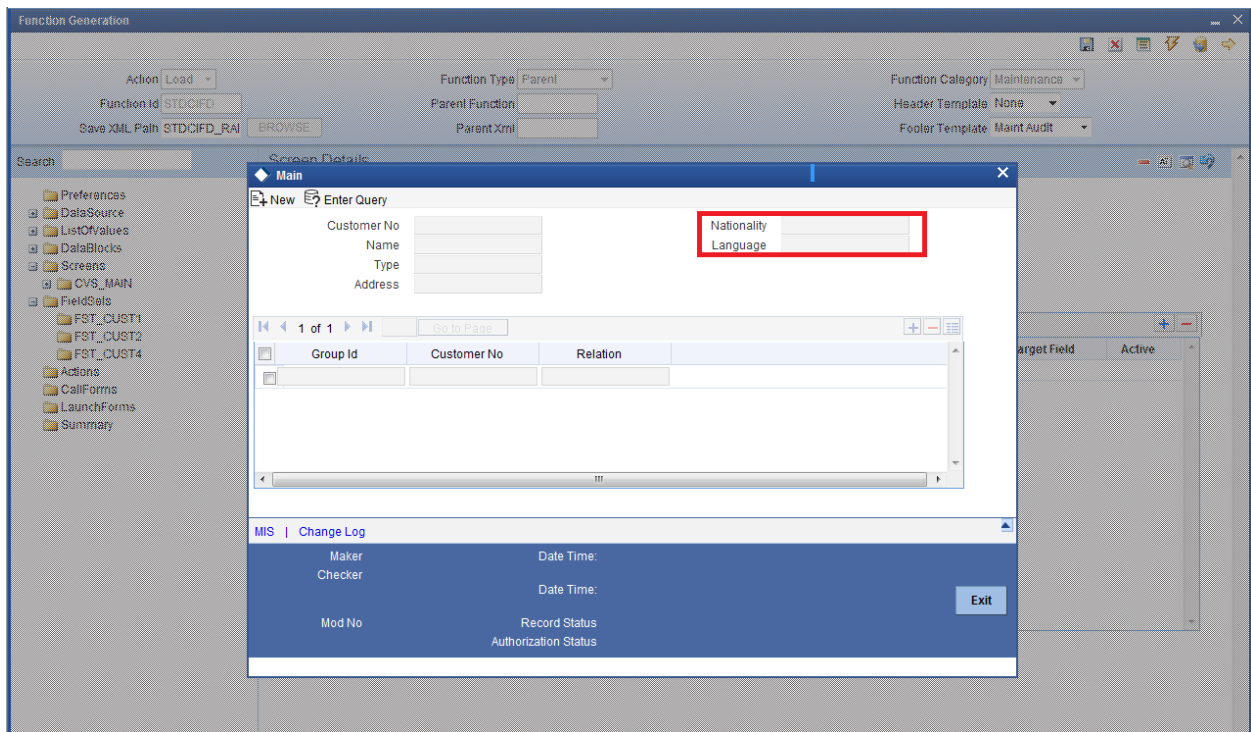 Function Generation
Action Load Function Type Parent Function Category Maintenance
Function Id STDCIFD Parent Function Header Template None
Save XML Path STDCIFD_RAI BROWSE Parent Xml Footer Template Maint Audit
Search Screen Details
Preferences
DataSource
ListOfValues
DataBlocks
Screens
CVS_MAIN
FieldSets
FST_CUST1
FST_CUST2
FST_CUST4
Actions
CallForms
LaunchForms
Summary
Main
New Enter Query
Customer No Nationality
Name Language
Type
Address
1 of 1 Go to Page
Group Id Customer No Relation
arget Field Active
MIS | Change Log
Maker Date Time:
Checker
Date Time:
Exit
Mod No Record Status
Authorization Status